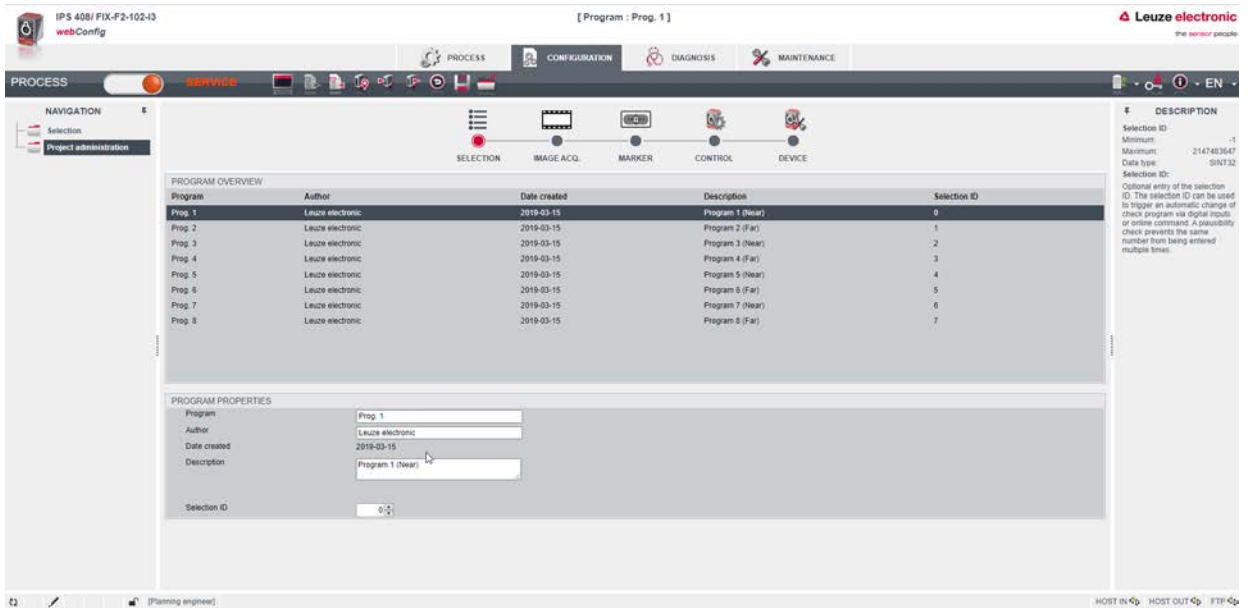 IPS 408i FIX-F2-102-I3
webConfig
[ Program : Prog. 1 ]
Leuze electronic
the sensor people
PROCESS
CONFIGURATION
DIAGNOSIS
MAINTENANCE
PROCESS
SERVICE
EN
NAVIGATION
Selection
Project administration
SELECTION
IMAGE ACQ.
MARKER
CONTROL
DEVICE
PROGRAM OVERVIEW
Program Author Date created Description Selection ID
Prog. 1 Leuze electronic 2019-03-15 Program 1 (Near) 0
Prog. 2 Leuze electronic 2019-03-15 Program 2 (Far) 1
Prog. 3 Leuze electronic 2019-03-15 Program 3 (Near) 2
Prog. 4 Leuze electronic 2019-03-15 Program 4 (Far) 3
Prog. 5 Leuze electronic 2019-03-15 Program 5 (Near) 4
Prog. 6 Leuze electronic 2019-03-15 Program 6 (Far) 5
Prog. 7 Leuze electronic 2019-03-15 Program 7 (Near) 6
Prog. 8 Leuze electronic 2019-03-15 Program 8 (Far) 7
PROGRAM PROPERTIES
Program Prog. 1
Author Leuze electronic
Date created 2019-03-15
Description Program 1 (Near)
Selection ID 0
DESCRIPTION
Selection ID
Minimum: -1
Maximum: 2147483647
Data type: SINT32
Selection ID:
Optional entry of the selection
ID. The selection ID can be used
to trigger an automatic change of
check program via digital inputs
or online command. A plausibility
check prevents the same
number from being entered
multiple times.
[Planning engineer]
HOST IN HOST OUT FTP